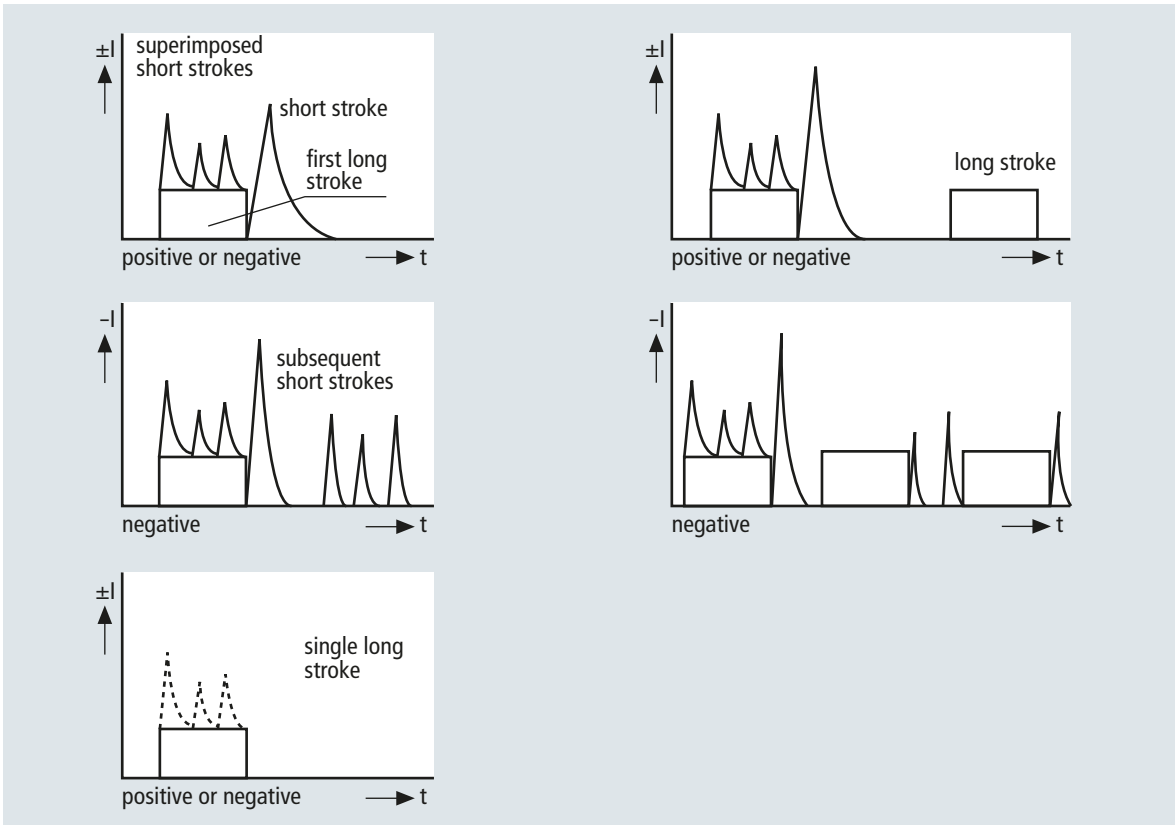 ±I
superimposed
short strokes
short stroke
first long
stroke
positive or negative
t
±I
long stroke
positive or negative
t
–I
subsequent
short strokes
negative
t
–I
negative
t
±I
single long
stroke
positive or negative
t